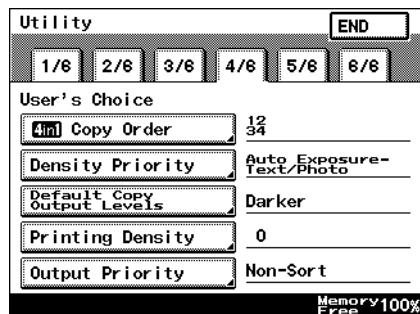 Utility
END
1/6 2/6 3/6 4/6 5/6 6/6
User's Choice
4in1 Copy Order
12
34
Density Priority
Auto Exposure-
Text/Photo
Default Copy
Output Levels
Darker
Printing Density
0
Output Priority
Non-Sort
Memory
Free 100%